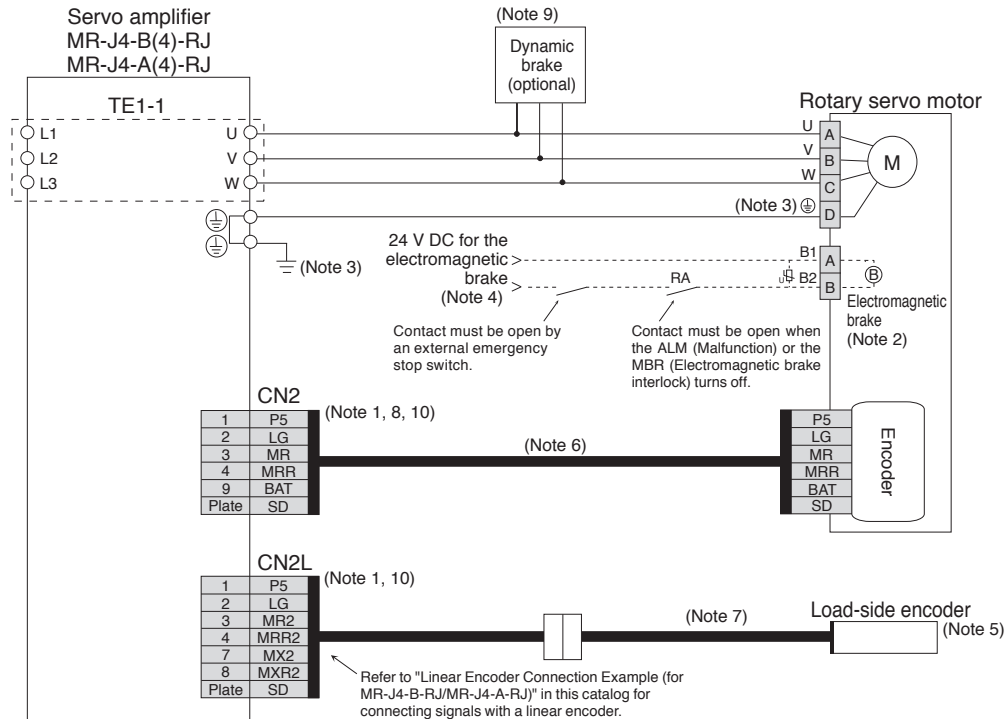 Servo amplifier
MR-J4-B(4)-RJ
MR-J4-A(4)-RJ
TE1-1
L1
L2
L3
U
V
W
(Note 9)
Dynamic
brake
(optional)
Rotary servo motor
U
V
W
A
B
C
D
M
(Note 3)
(Note 3)
24 V DC for the
electromagnetic
brake
(Note 4)
RA
B1
B2
U
A
B
B
Electromagnetic
brake
(Note 2)
Contact must be open by
an external emergency
stop switch.
Contact must be open when
the ALM (Malfunction) or the
MBR (Electromagnetic brake
interlock) turns off.
CN2
(Note 1, 8, 10)
1 P5
2 LG
3 MR
4 MRR
9 BAT
Plate SD
(Note 6)
P5
LG
MR
MRR
BAT
SD
Encoder
CN2L
(Note 1, 10)
1 P5
2 LG
3 MR2
4 MRR2
7 MX2
8 MXR2
Plate SD
(Note 7)
Load-side encoder
(Note 5)
Refer to "Linear Encoder Connection Example (for
MR-J4-B-RJ/MR-J4-A-RJ)" in this catalog for
connecting signals with a linear encoder.